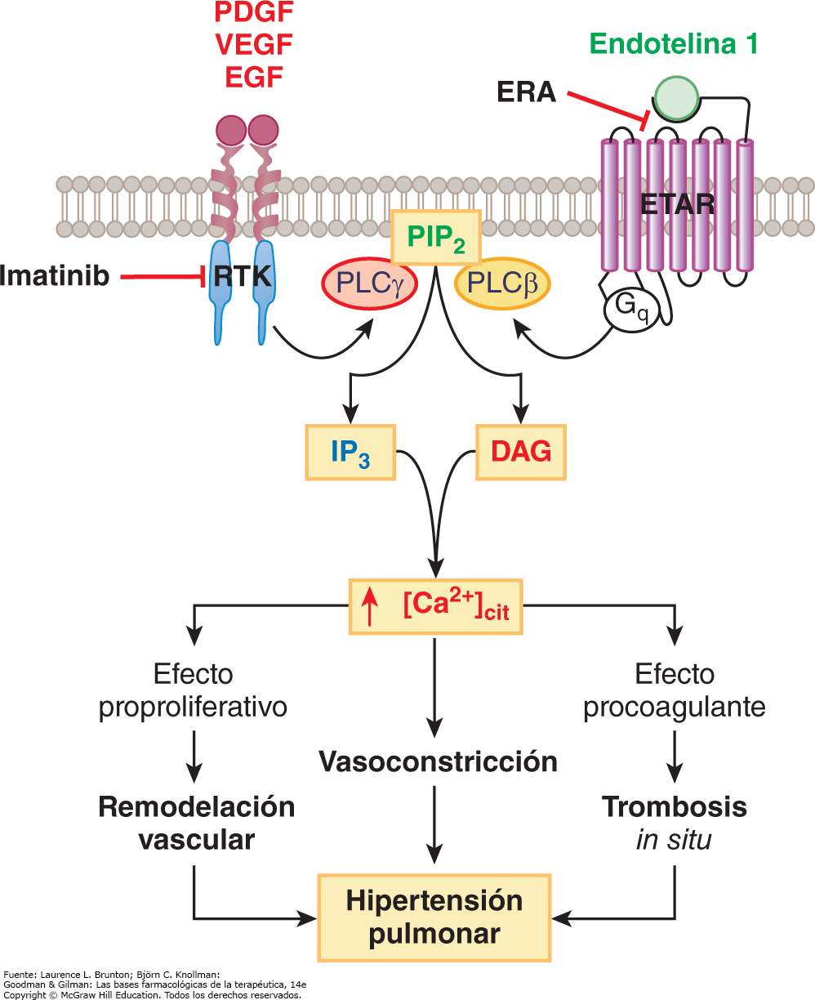 PDGF
VEGF
EGF
Endotelina 1
ERA
ETAR
PIP2
Imatinib
RTK
PLCγ
PLCβ
Gq
IP3
DAG
[Ca2+]cit
Efecto
proproliferativo
Efecto
procoagulante
Vasoconstricción
Remodelación
vascular
Trombosis
in situ
Hipertensión
pulmonar
Fuente: Laurence L. Brunton; Björn C. Knollman:
Goodman & Gilman: Las bases farmacológicas de la terapéutica, 14e
Copyright © McGraw Hill Education. Todos los derechos reservados.